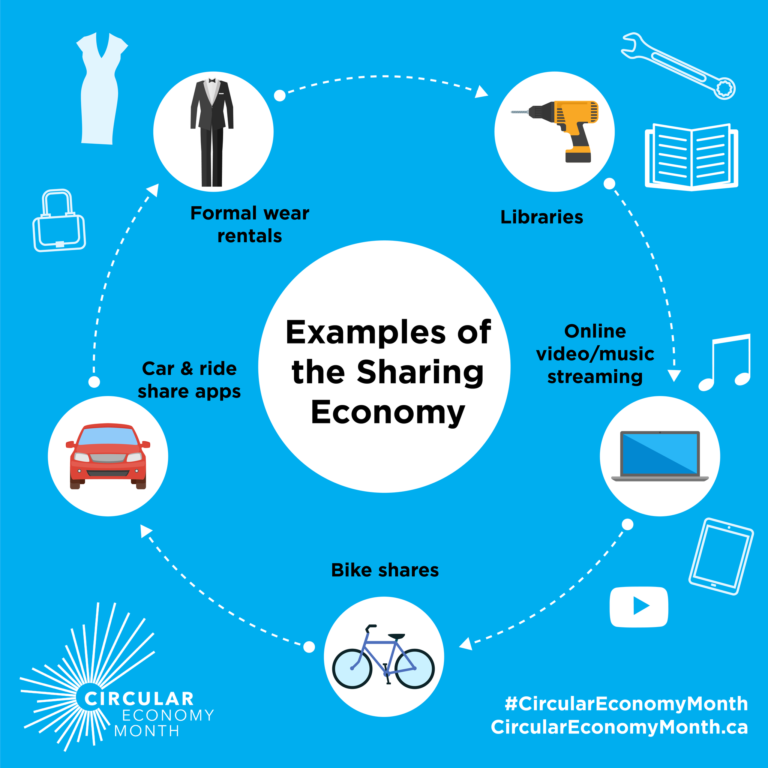 Formal wear
rentals
Libraries
Examples of
the Sharing
Economy
Online
video/music
streaming
Car & ride
share apps
Bike shares
CIRCULAR
ECONOMY
MONTH
#CircularEconomyMonth
CircularEconomyMonth.ca